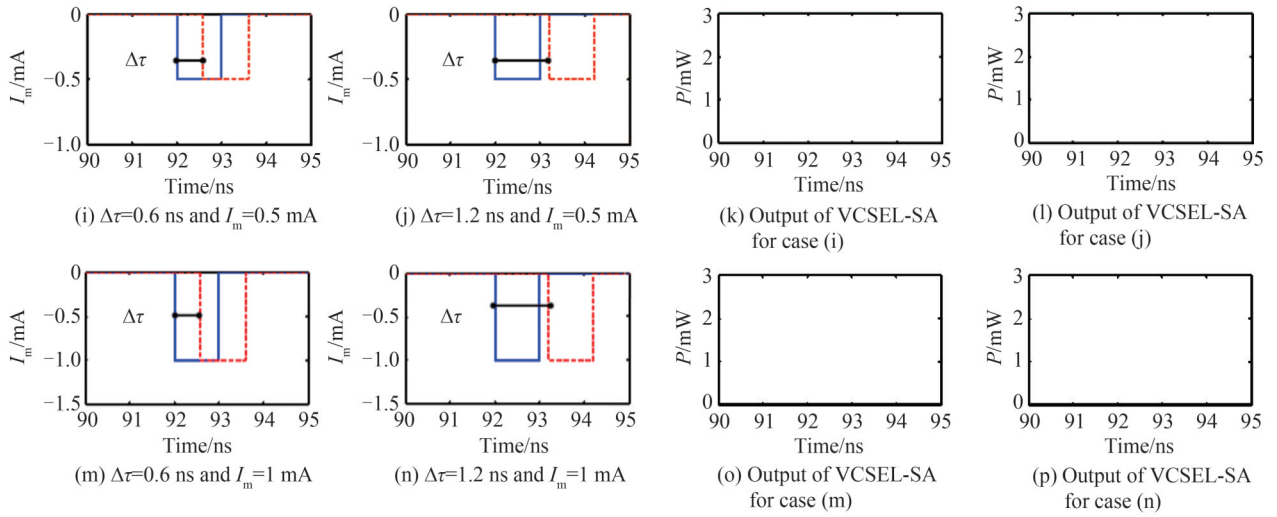 0
−0.5
−1.0
I_m/mA
Δτ
90 91 92 93 94 95
Time/ns
(i) Δτ=0.6 ns and I_m=0.5 mA
0
−0.5
−1.0
I_m/mA
Δτ
90 91 92 93 94 95
Time/ns
(j) Δτ=1.2 ns and I_m=0.5 mA
3
2
1
0
P/mW
90 91 92 93 94 95
Time/ns
(k) Output of VCSEL-SA
for case (i)
3
2
1
0
P/mW
90 91 92 93 94 95
Time/ns
(l) Output of VCSEL-SA
for case (j)
0
−0.5
−1.0
−1.5
I_m/mA
Δτ
90 91 92 93 94 95
Time/ns
(m) Δτ=0.6 ns and I_m=1 mA
0
−0.5
−1.0
−1.5
I_m/mA
Δτ
90 91 92 93 94 95
Time/ns
(n) Δτ=1.2 ns and I_m=1 mA
3
2
1
0
P/mW
90 91 92 93 94 95
Time/ns
(o) Output of VCSEL-SA
for case (m)
3
2
1
0
P/mW
90 91 92 93 94 95
Time/ns
(p) Output of VCSEL-SA
for case (n)